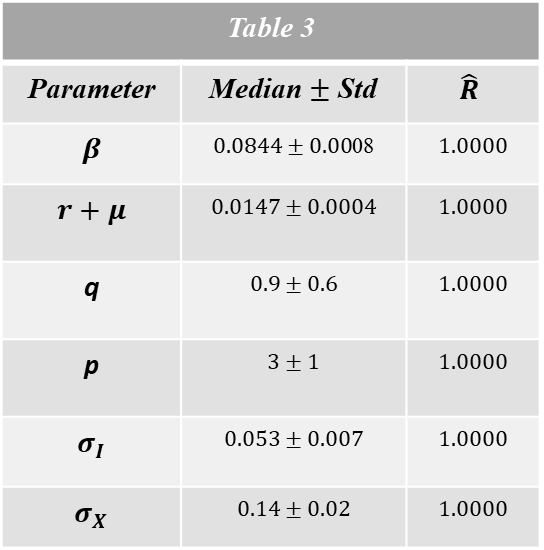 Table 3
Parameter Median ± Std R̂
β 0.0844 ± 0.0008 1.0000
r + μ 0.0147 ± 0.0004 1.0000
q 0.9 ± 0.6 1.0000
p 3 ± 1 1.0000
σ_I 0.053 ± 0.007 1.0000
σ_X 0.14 ± 0.02 1.0000